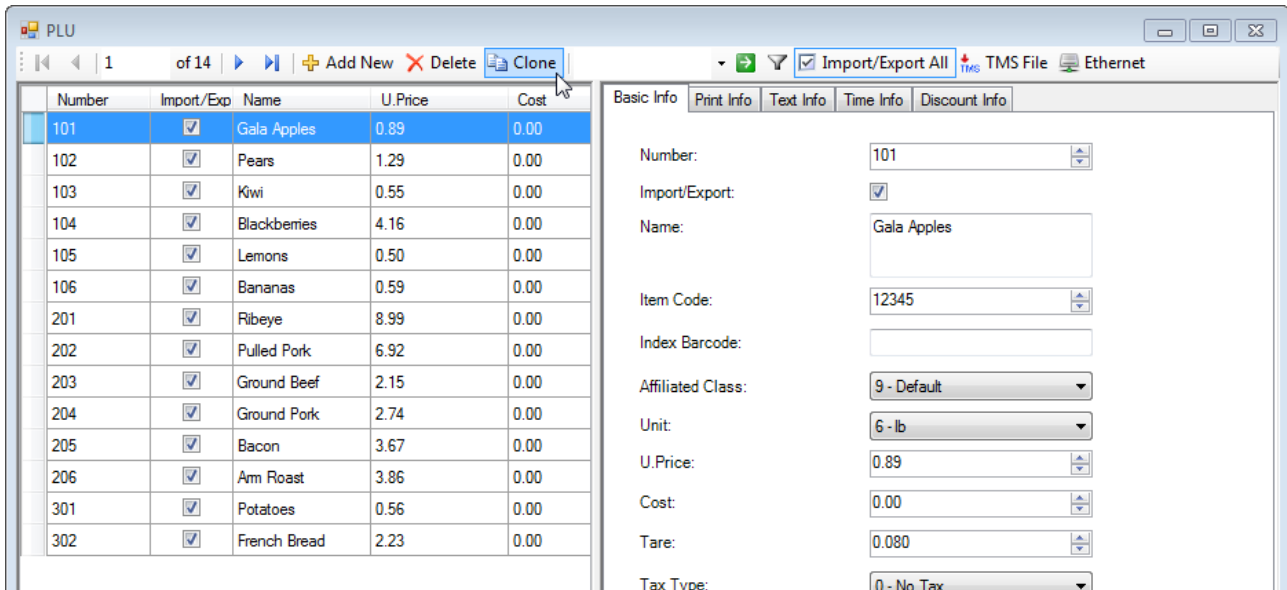 PLU
1 of 14 Add New Delete Clone Import/Export All TMS TMS File Ethernet
Number Import/Exp Name U.Price Cost
101 Gala Apples 0.89 0.00
102 Pears 1.29 0.00
103 Kiwi 0.55 0.00
104 Blackberries 4.16 0.00
105 Lemons 0.50 0.00
106 Bananas 0.59 0.00
201 Ribeye 8.99 0.00
202 Pulled Pork 6.92 0.00
203 Ground Beef 2.15 0.00
204 Ground Pork 2.74 0.00
205 Bacon 3.67 0.00
206 Arm Roast 3.86 0.00
301 Potatoes 0.56 0.00
302 French Bread 2.23 0.00
Basic Info Print Info Text Info Time Info Discount Info
Number: 101
Import/Export:
Name: Gala Apples
Item Code: 12345
Index Barcode:
Affiliated Class: 9 - Default
Unit: 6 - lb
U.Price: 0.89
Cost: 0.00
Tare: 0.080
Tax Type: 0 - No Tax